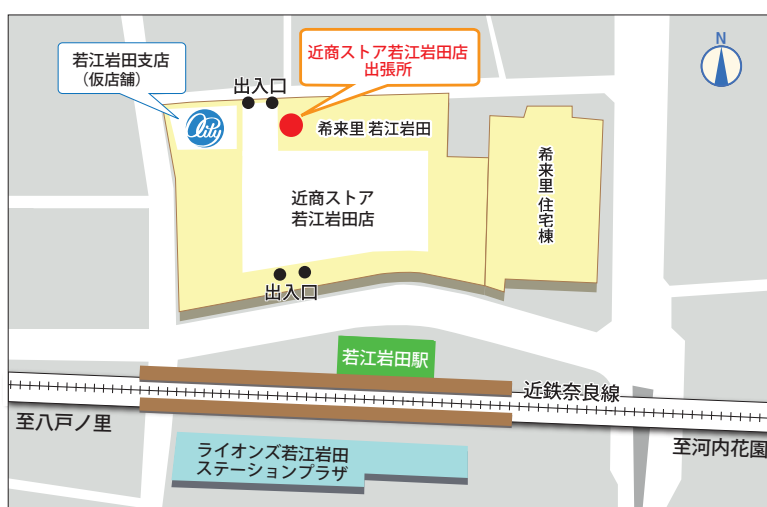 若江岩田支店
（仮店舗）
近商ストア若江岩田店
出張所
N
出入口
City
希来里 若江岩田
希来里 住宅棟
近商ストア
若江岩田店
出入口
若江岩田駅
近鉄奈良線
至八戸ノ里
至河内花園
ライオンズ若江岩田
ステーションプラザ